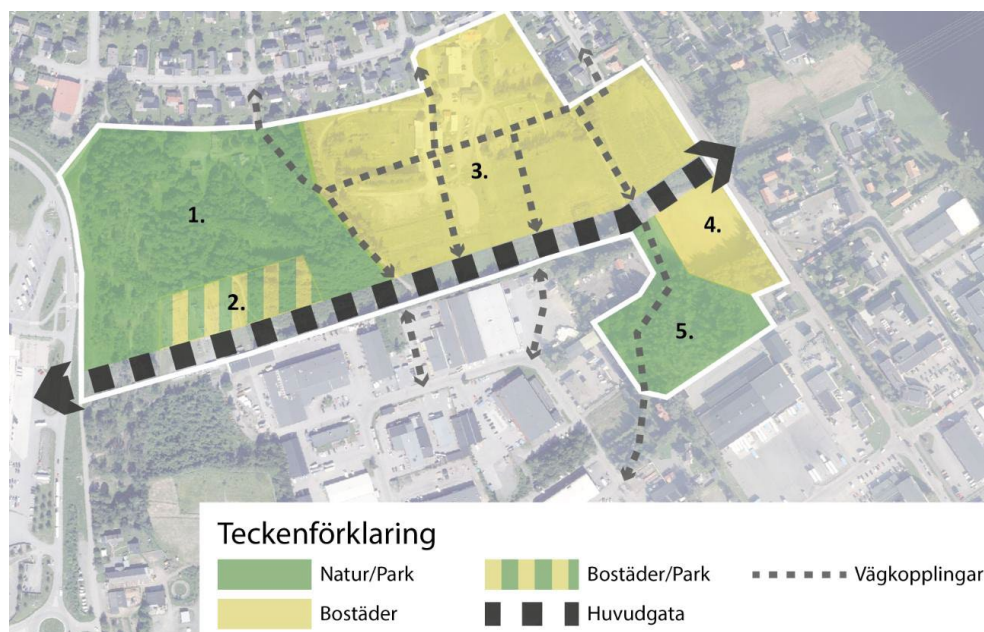 1.
2.
3.
4.
5.
Teckenförklaring
Natur/Park
Bostäder/Park
Vägkopplingar
Bostäder
Huvudgata